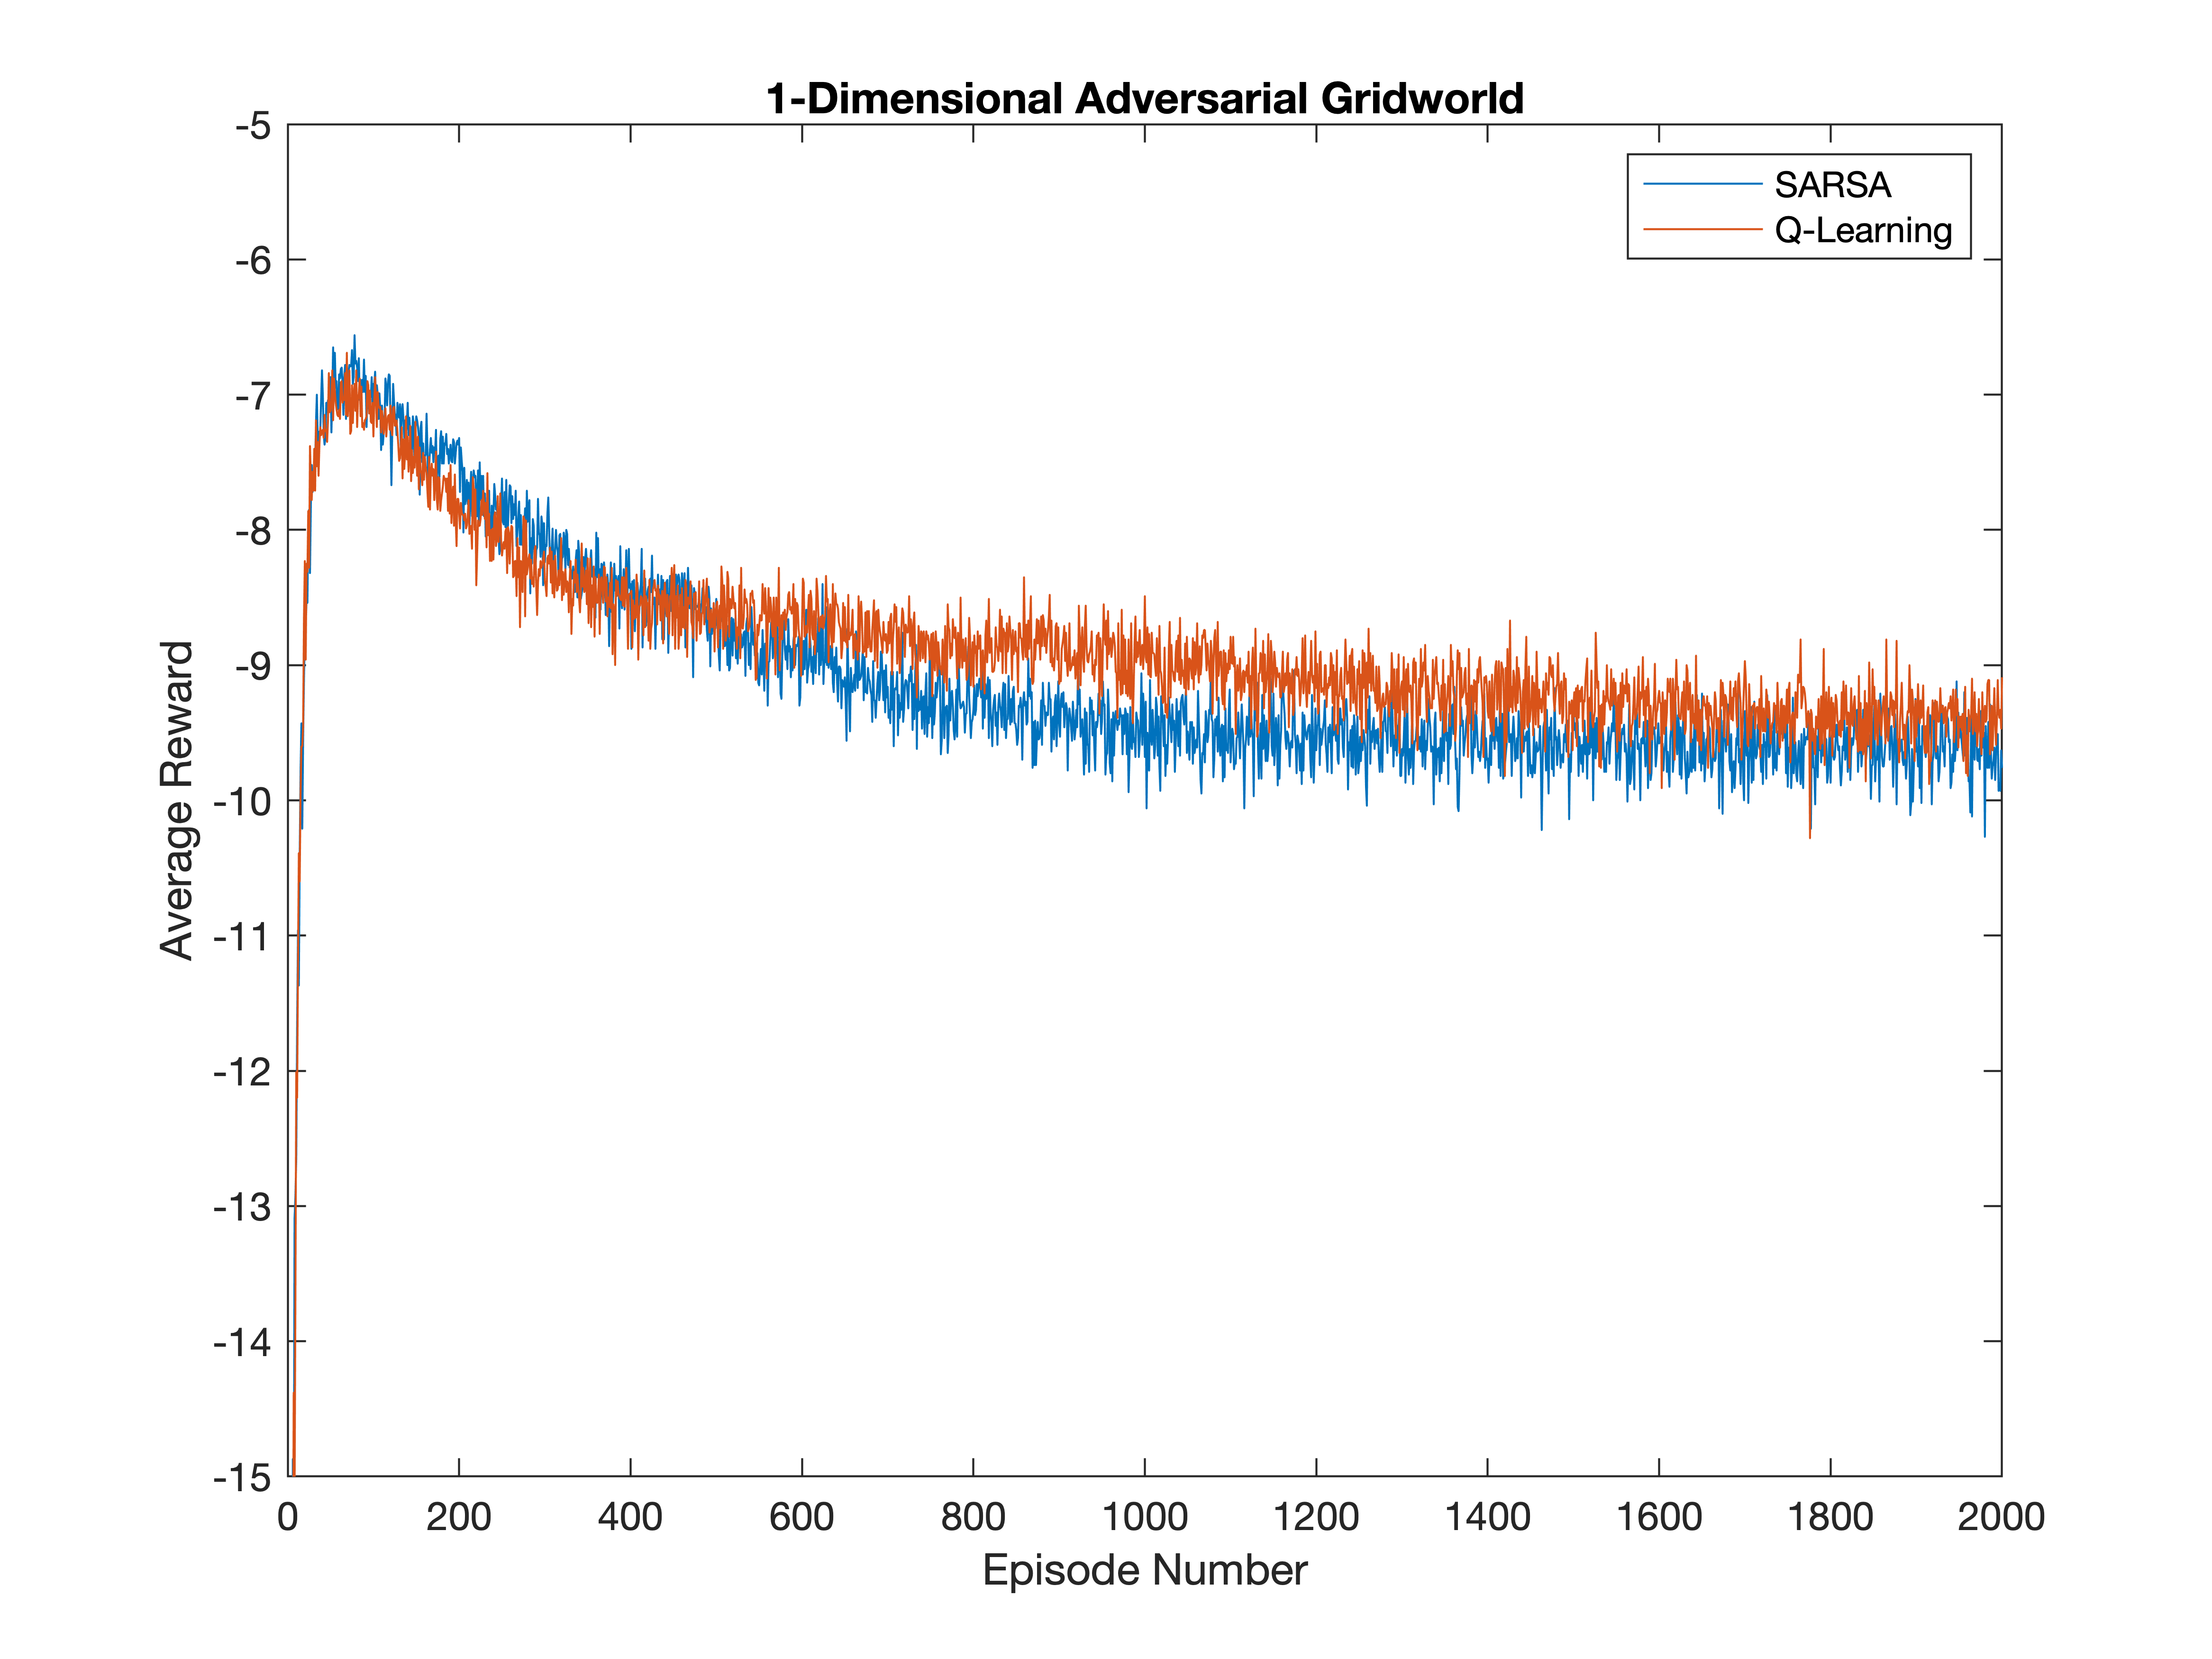 1-Dimensional Adversarial Gridworld
SARSA
Q-Learning
Average Reward
-5
-6
-7
-8
-9
-10
-11
-12
-13
-14
-15
0 200 400 600 800 1000 1200 1400 1600 1800 2000
Episode Number